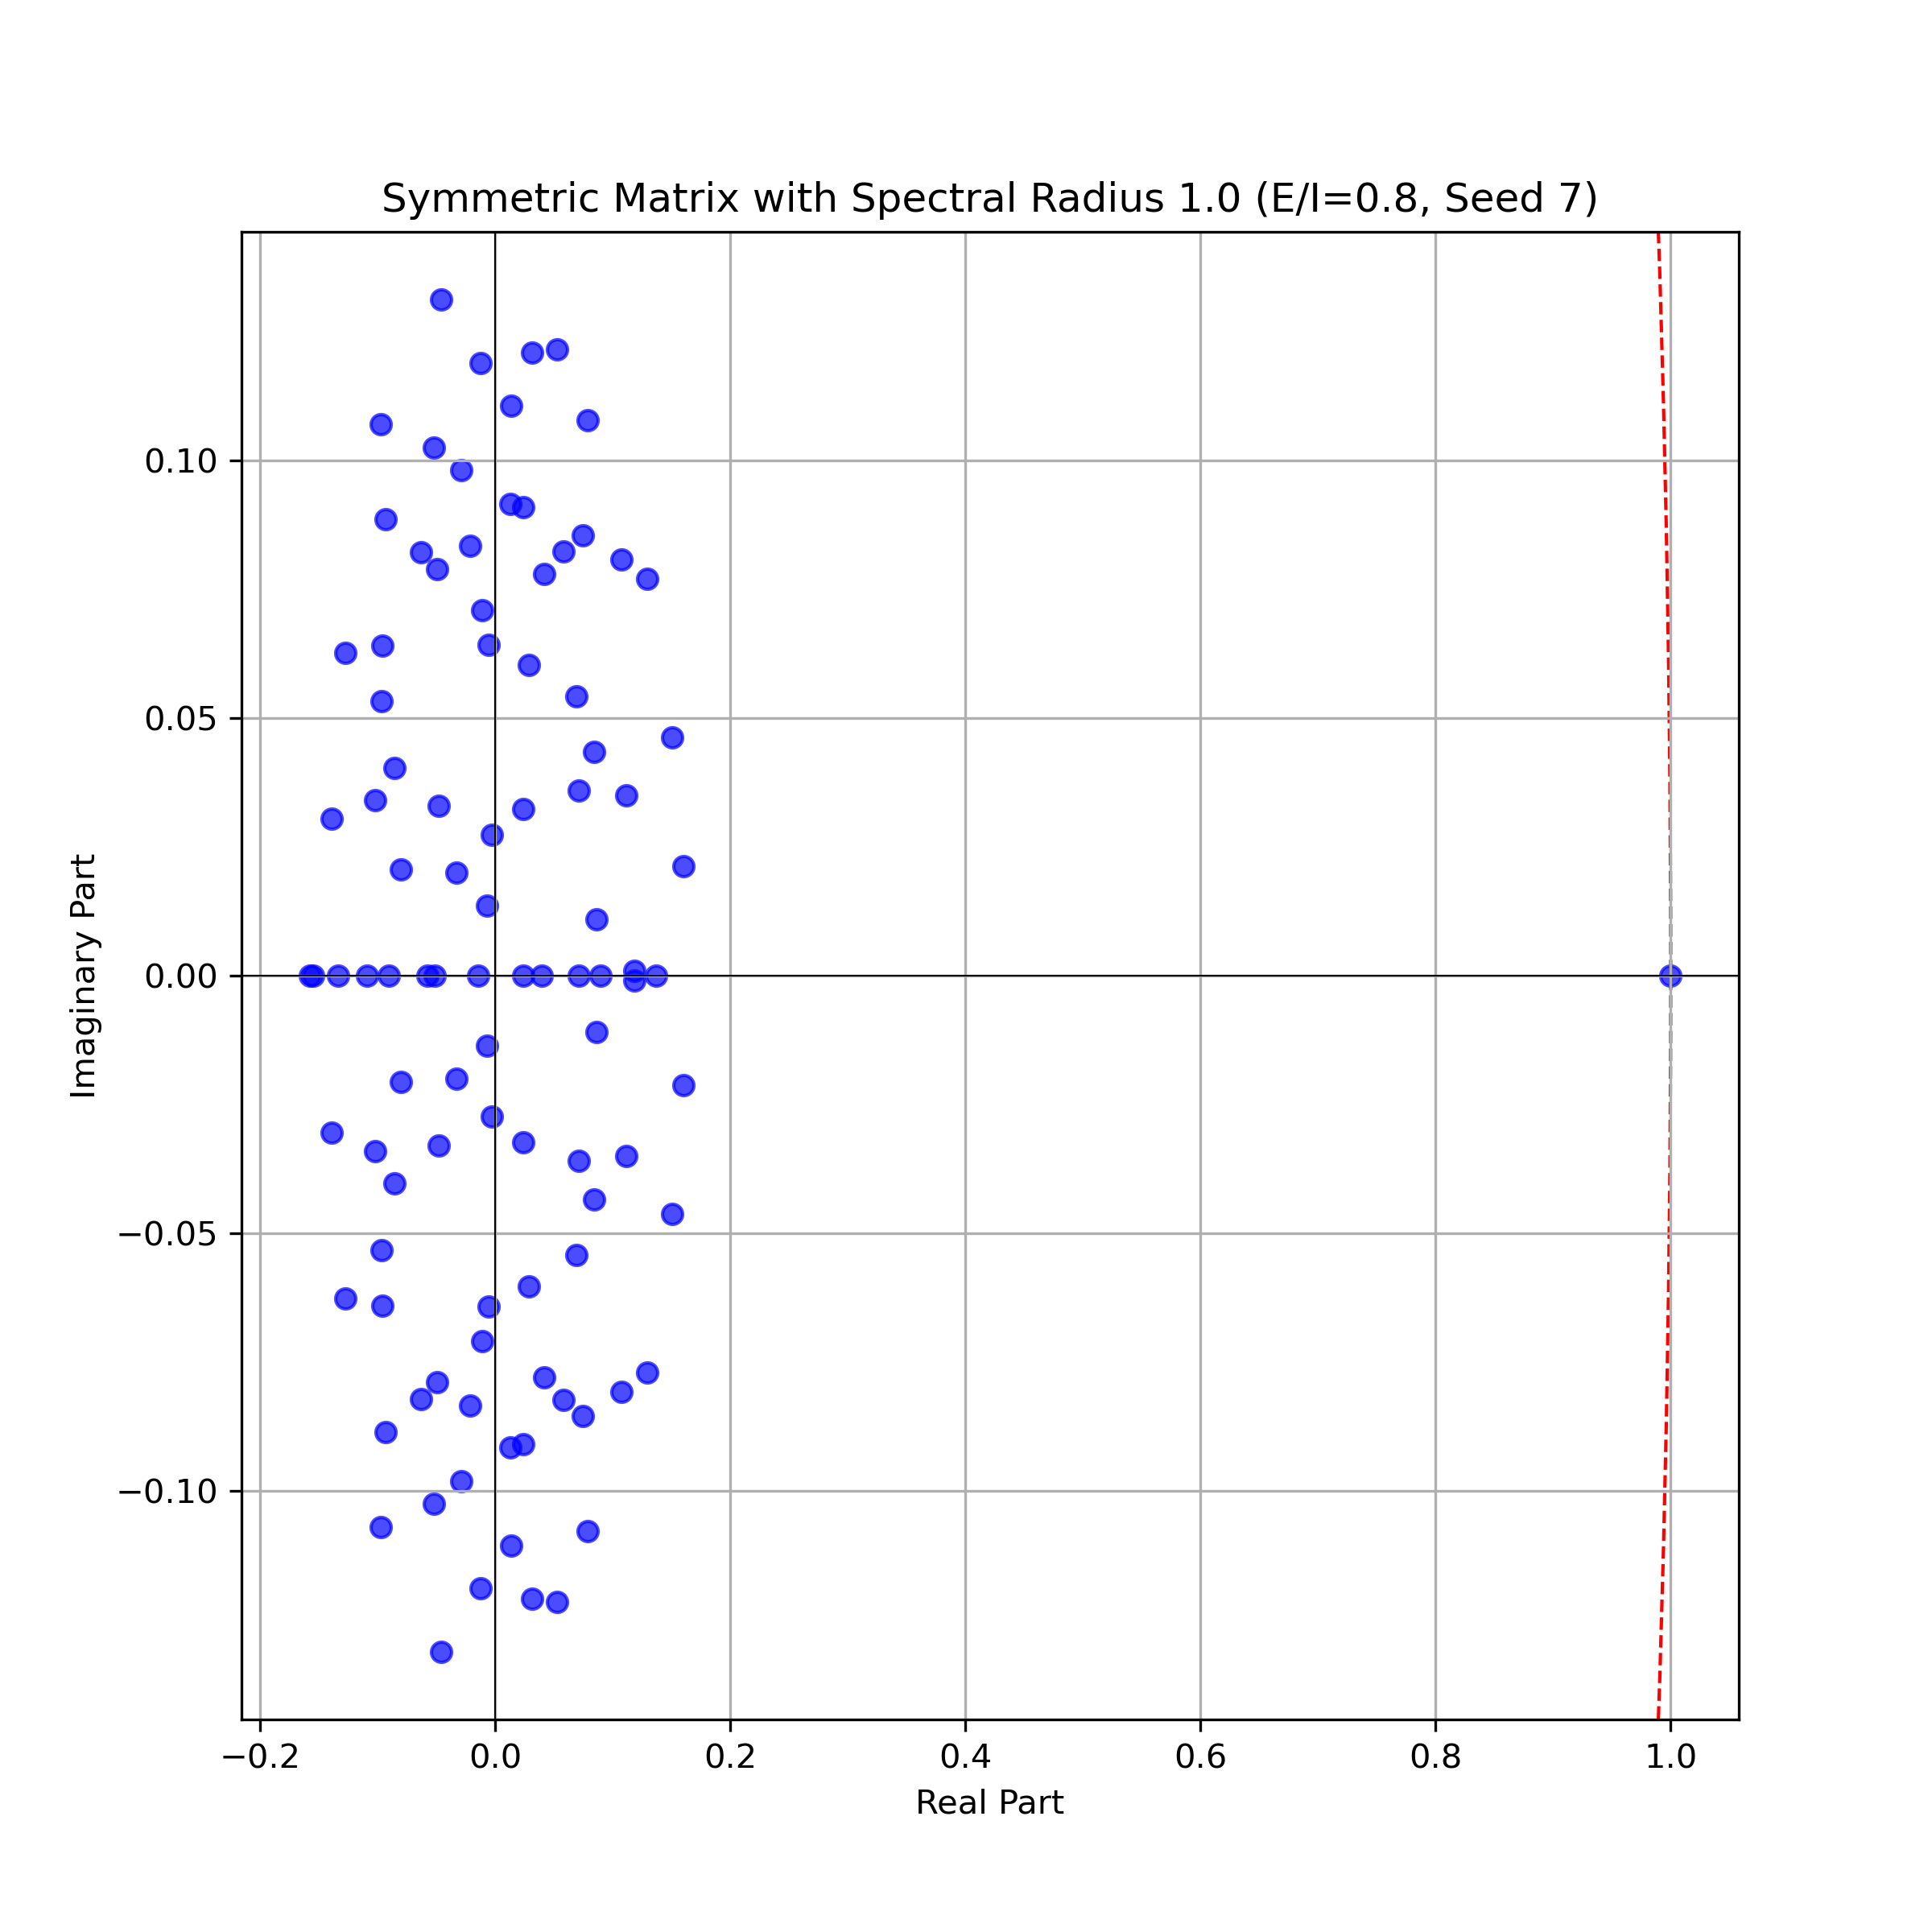 Symmetric Matrix with Spectral Radius 1.0 (E/I=0.8, Seed 7)
Imaginary Part
0.10
0.05
0.00
−0.05
−0.10
−0.2 0.0 0.2 0.4 0.6 0.8 1.0
Real Part